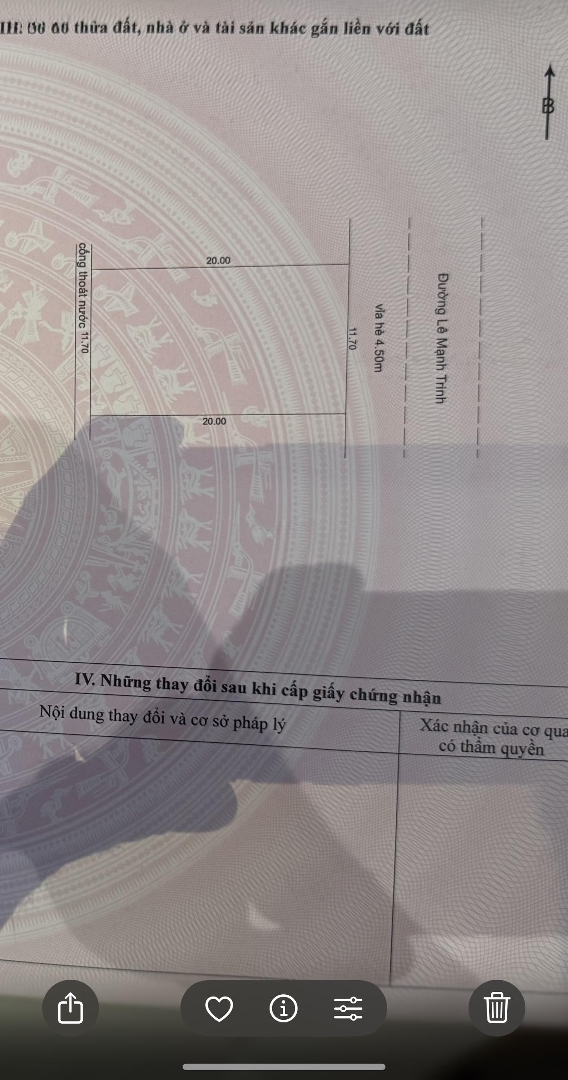 thửa đất, nhà ở và tài sản khác gắn liền với đất
B
20.00
cống thoát nước 11.70
11.70
vỉa hè 4.50m
Đường Lê Mạnh Trinh
20.00
IV. Những thay đổi sau khi cấp giấy chứng nhận
Nội dung thay đổi và cơ sở pháp lý
Xác nhận của cơ qua
có thẩm quyền